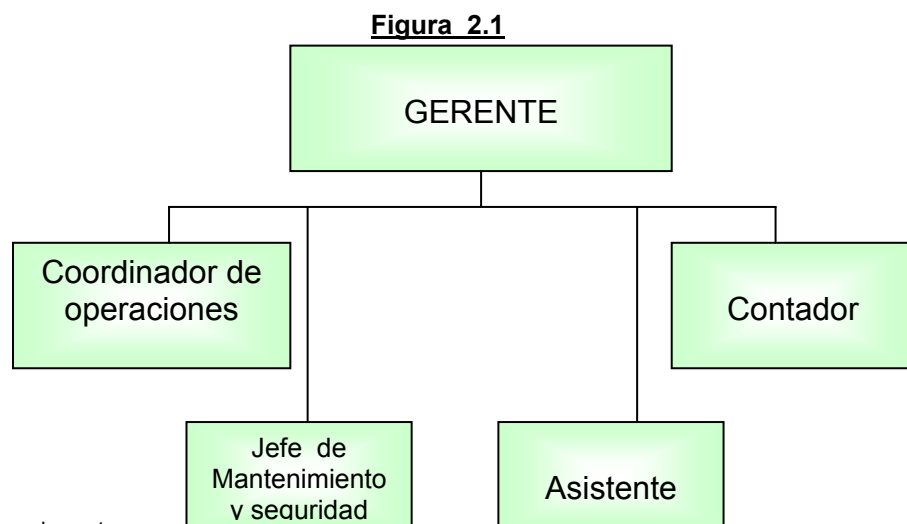 Figura 2.1
GERENTE
Coordinador de
operaciones
Contador
Jefe de
Mantenimiento
y seguridad
Asistente